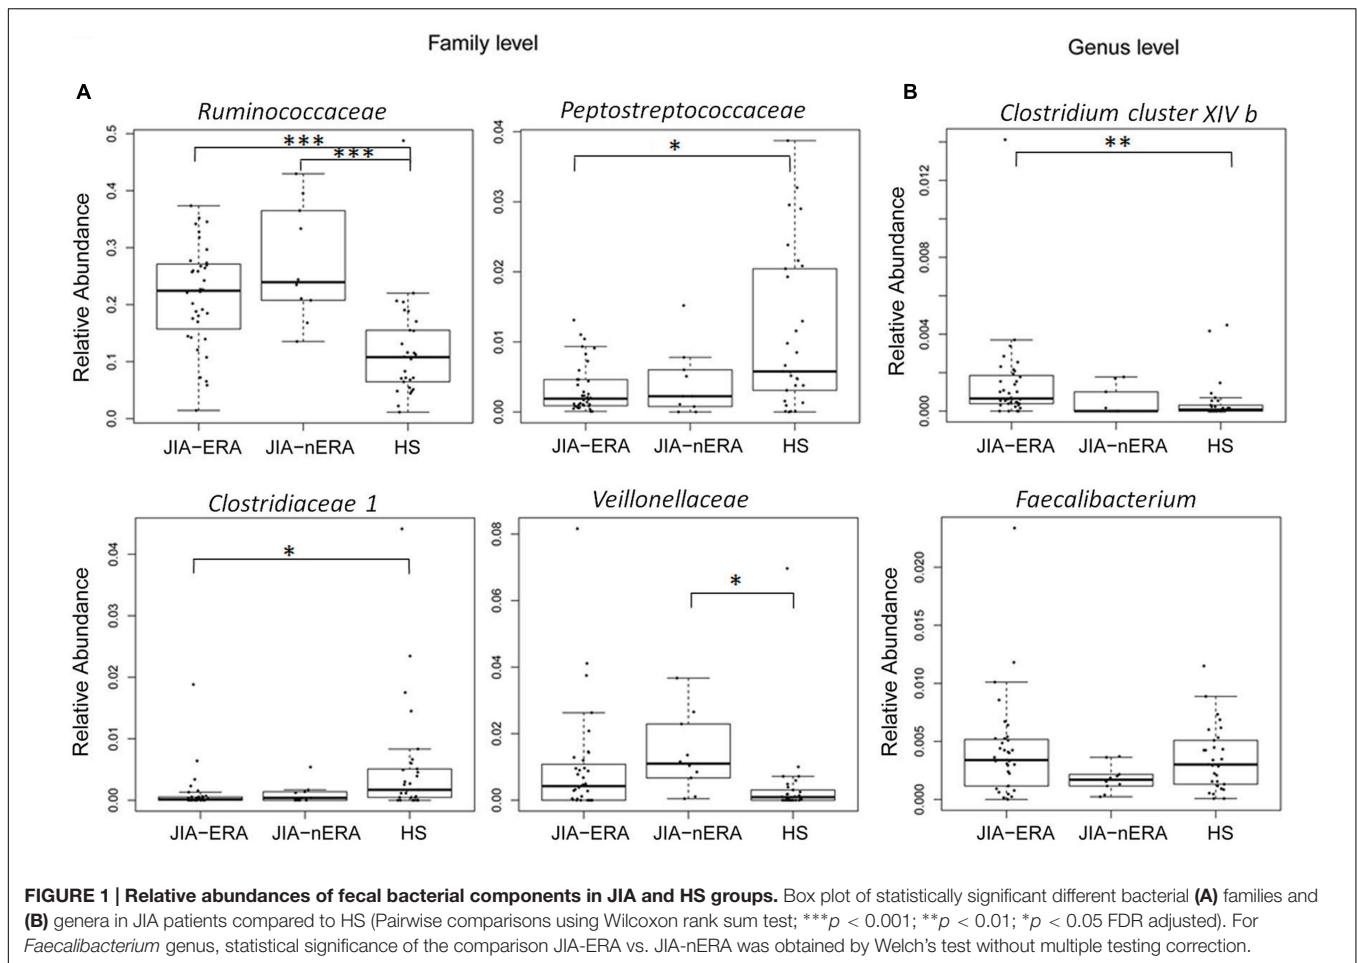 Family level
Genus level
A
Ruminococcaceae
Relative Abundance
0.5
0.4
0.3
0.2
0.1
0.0
***
***
JIA−ERA JIA−nERA HS
Peptostreptococcaceae
0.04
0.03
0.02
0.01
0.00
*
JIA−ERA JIA−nERA HS
B
Clostridium cluster XIV b
Relative Abundance
0.012
0.008
0.004
0.000
**
JIA−ERA JIA−nERA HS
Clostridiaceae 1
Relative Abundance
0.04
0.03
0.02
0.01
0.00
*
JIA−ERA JIA−nERA HS
Veillonellaceae
0.08
0.06
0.04
0.02
0.00
*
JIA−ERA JIA−nERA HS
Faecalibacterium
Relative Abundance
0.020
0.015
0.010
0.005
0.000
JIA−ERA JIA−nERA HS
FIGURE 1 | Relative abundances of fecal bacterial components in JIA and HS groups. Box plot of statistically significant different bacterial (A) families and
(B) genera in JIA patients compared to HS (Pairwise comparisons using Wilcoxon rank sum test; ***p < 0.001; **p < 0.01; *p < 0.05 FDR adjusted). For
Faecalibacterium genus, statistical significance of the comparison JIA-ERA vs. JIA-nERA was obtained by Welch's test without multiple testing correction.